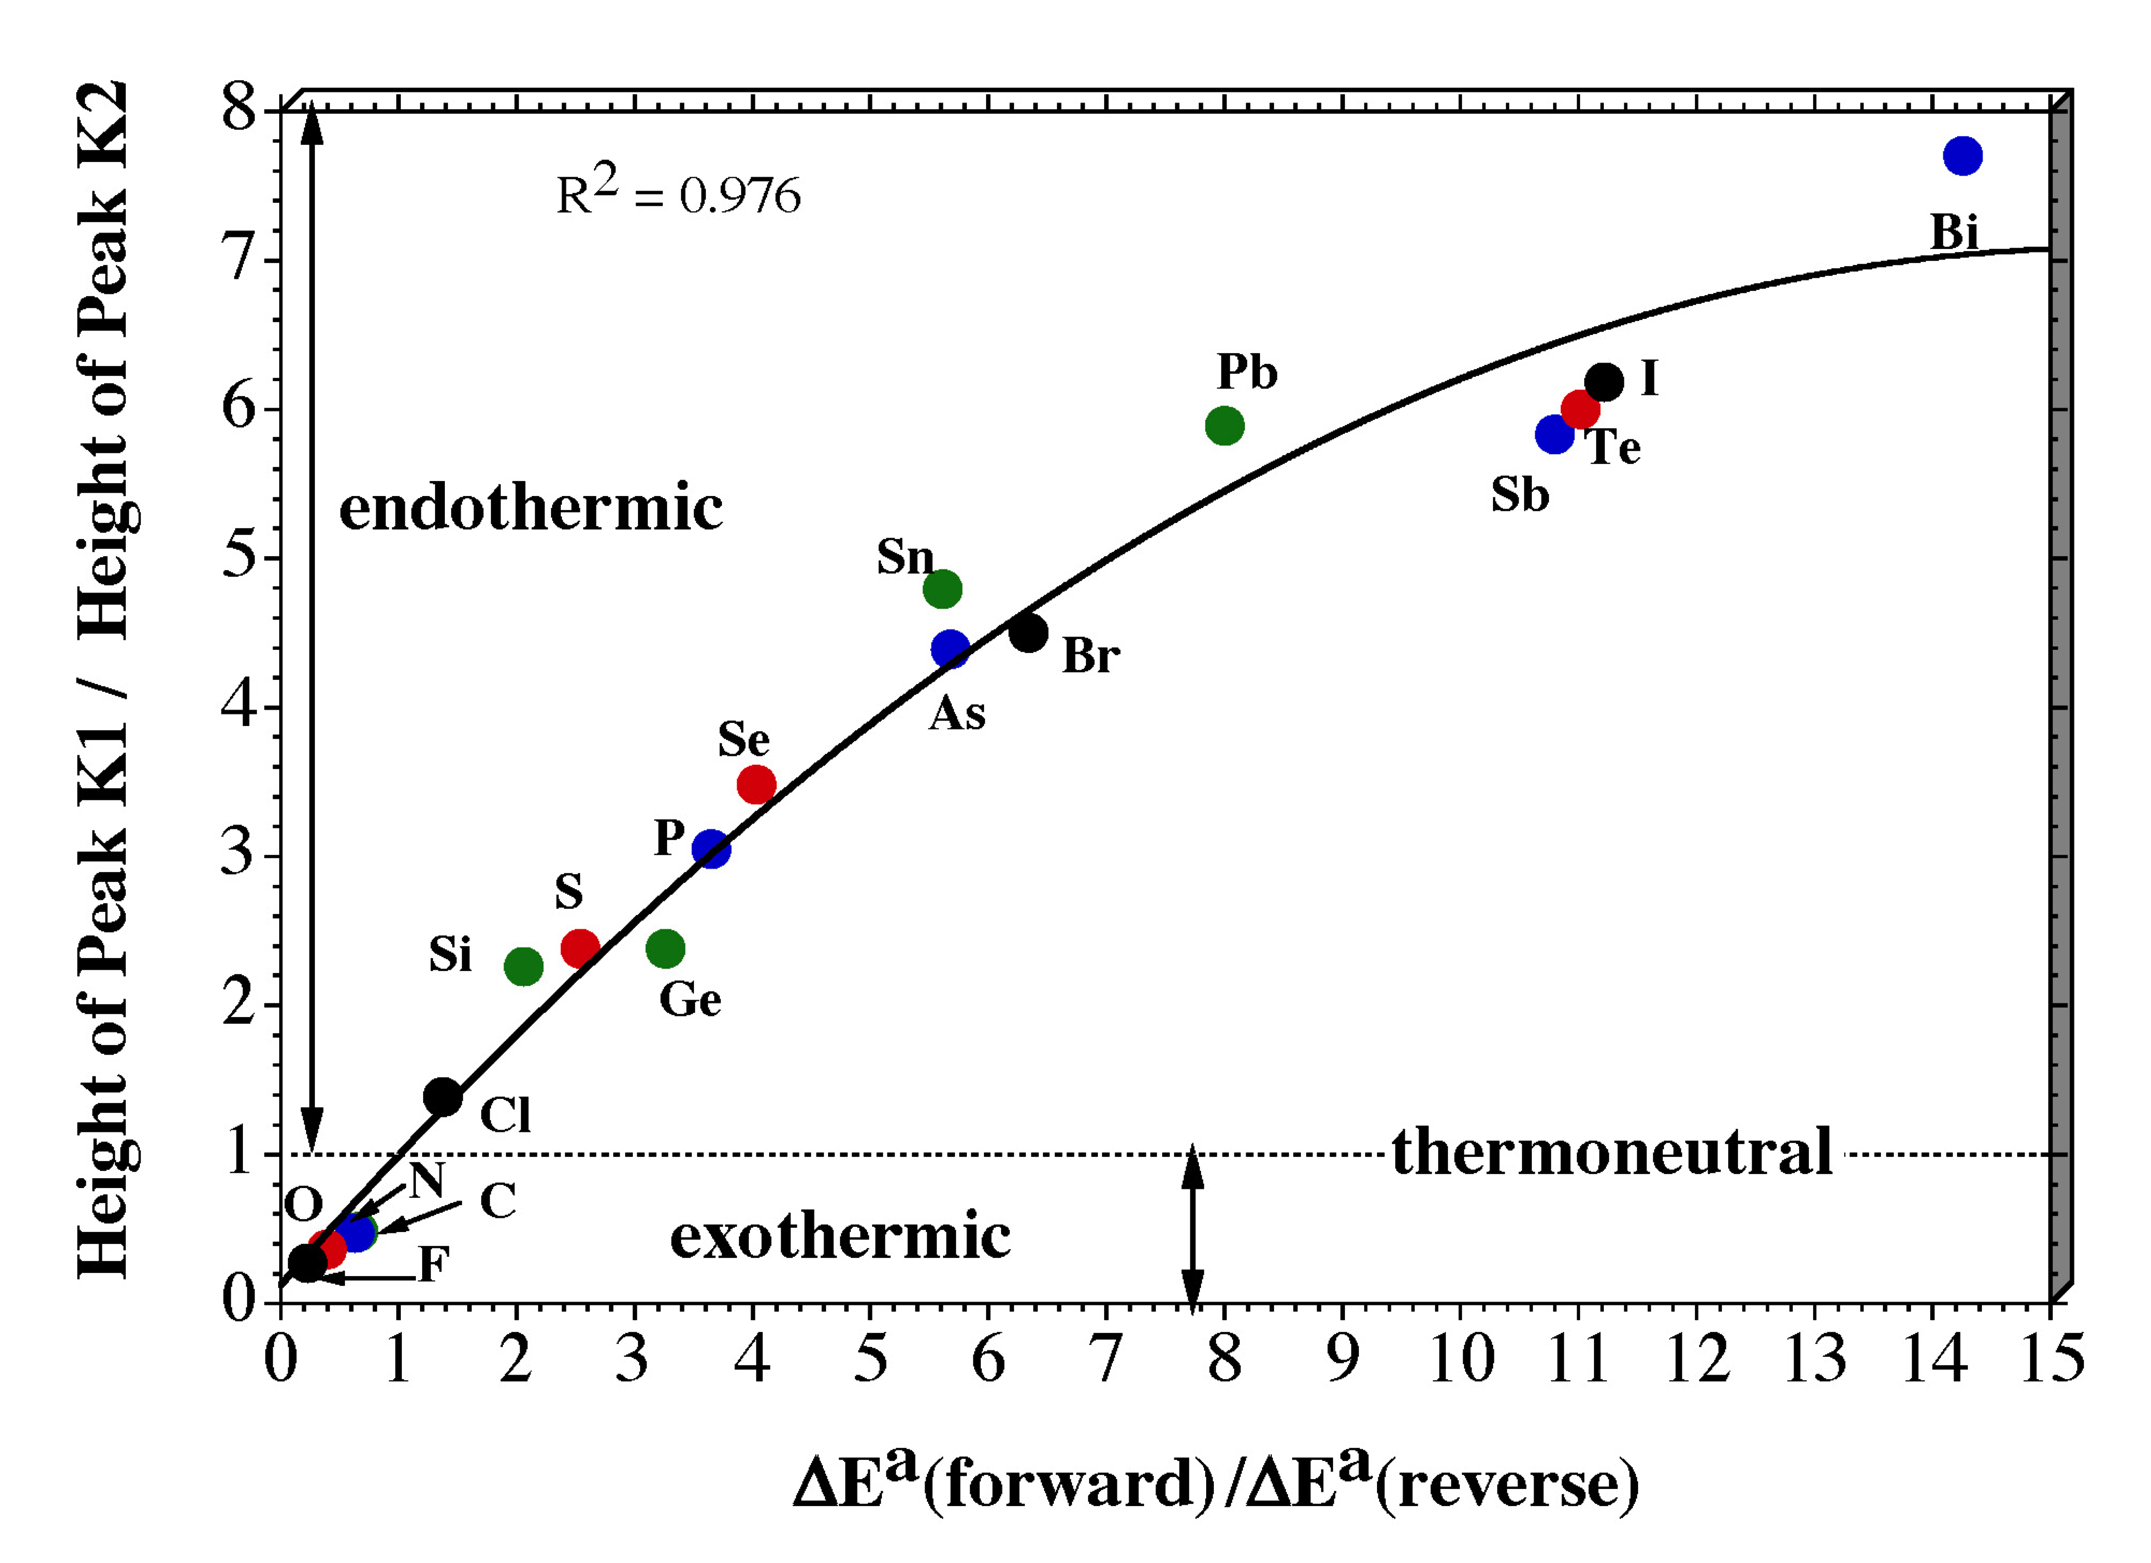 Height of Peak K1 / Height of Peak K2
8
7
6
5
4
3
2
1
0
R² = 0.976
Bi
Pb
I
Te
Sb
endothermic
Sn
Br
As
Se
P
S
Si
Ge
Cl
thermoneutral
N
O
C
exothermic
F
0 1 2 3 4 5 6 7 8 9 10 11 12 13 14 15
ΔEᵃ(forward)/ΔEᵃ(reverse)